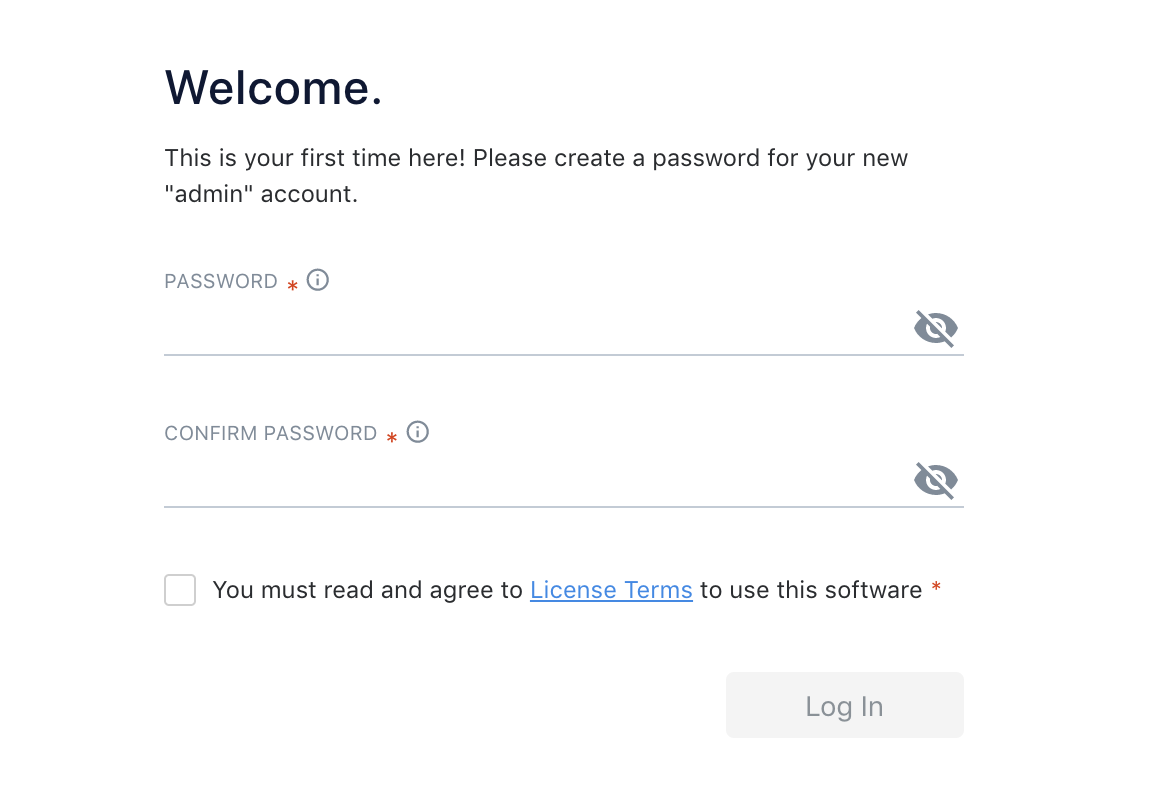 Welcome.
This is your first time here! Please create a password for your new
"admin" account.
PASSWORD *
CONFIRM PASSWORD *
You must read and agree to License Terms to use this software *
Log In